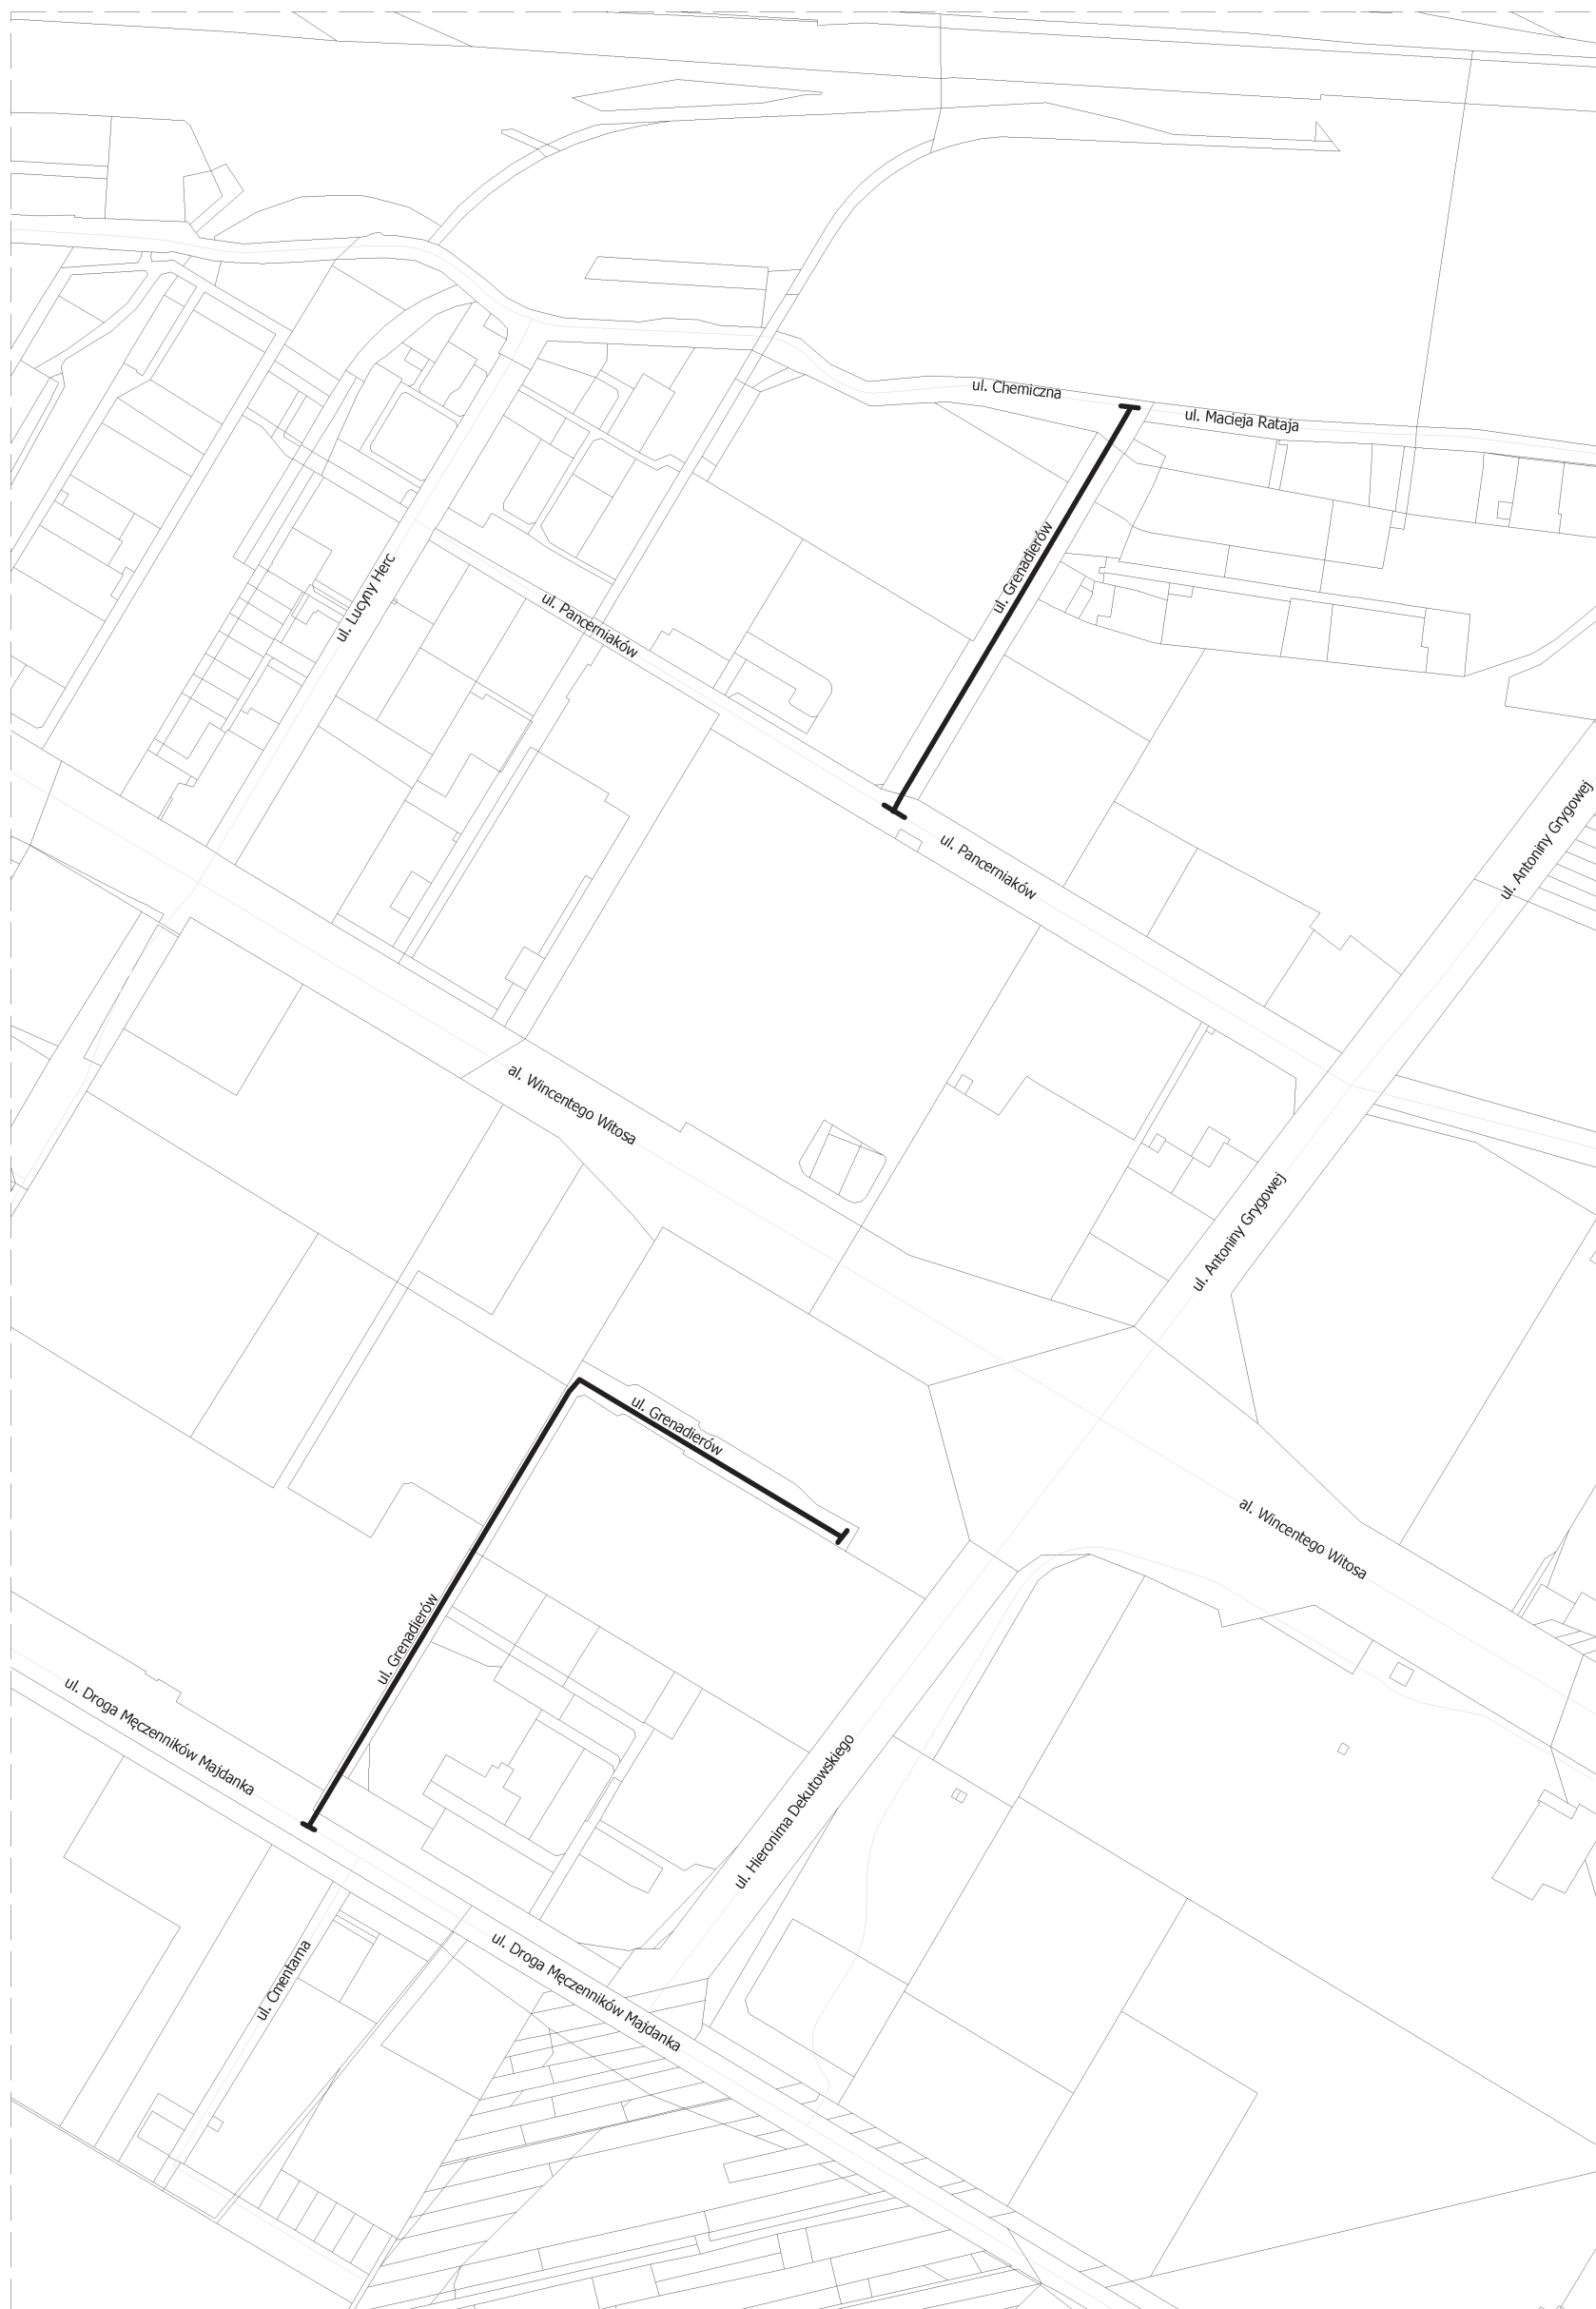 ul. Chemiczna
ul. Macieja Rataja
ul. Grenadierów
ul. Lucyny Herc
ul. Pancerniaków
ul. Pancerniaków
ul. Antoniny Grygowej
al. Wincentego Witosa
ul. Antoniny Grygowej
ul. Grenadierów
al. Wincentego Witosa
ul. Grenadierów
ul. Droga Męczenników Majdanka
ul. Hieronima Dekutowskiego
ul. Droga Męczenników Majdanka
ul. Cmentarna